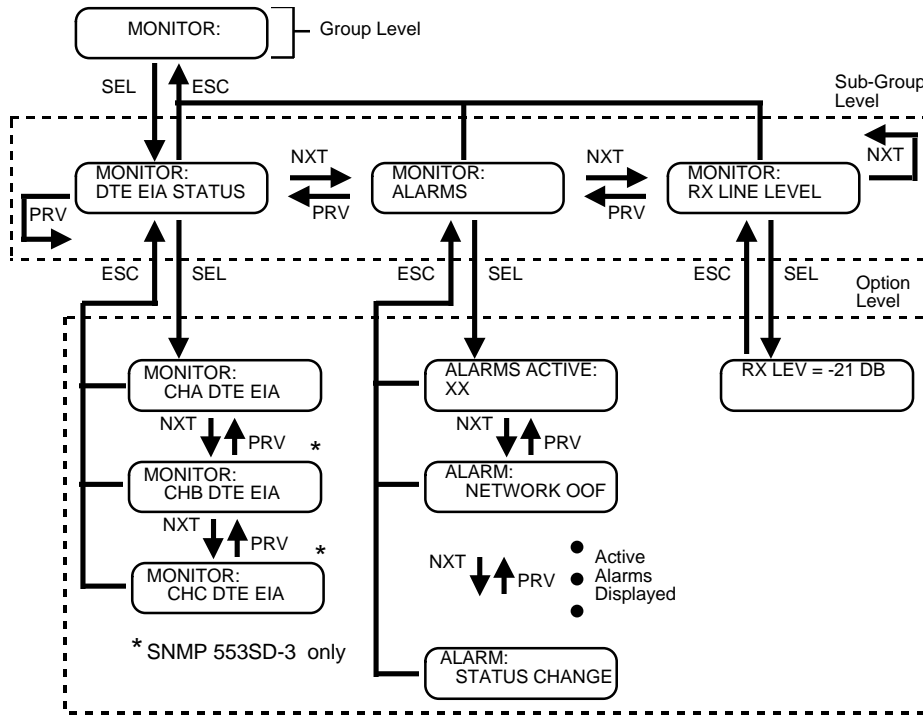 MONITOR:
Group Level
SEL
ESC
Sub-Group
Level
MONITOR:
DTE EIA STATUS
NXT
PRV
MONITOR:
ALARMS
NXT
PRV
MONITOR:
RX LINE LEVEL
NXT
PRV
ESC
SEL
ESC
SEL
ESC
SEL
Option
Level
MONITOR:
CHA DTE EIA
NXT
PRV
*
MONITOR:
CHB DTE EIA
NXT
PRV
*
MONITOR:
CHC DTE EIA
* SNMP 553SD-3 only
ALARMS ACTIVE:
XX
NXT
PRV
ALARM:
NETWORK OOF
NXT
PRV
Active
Alarms
Displayed
ALARM:
STATUS CHANGE
RX LEV = -21 DB